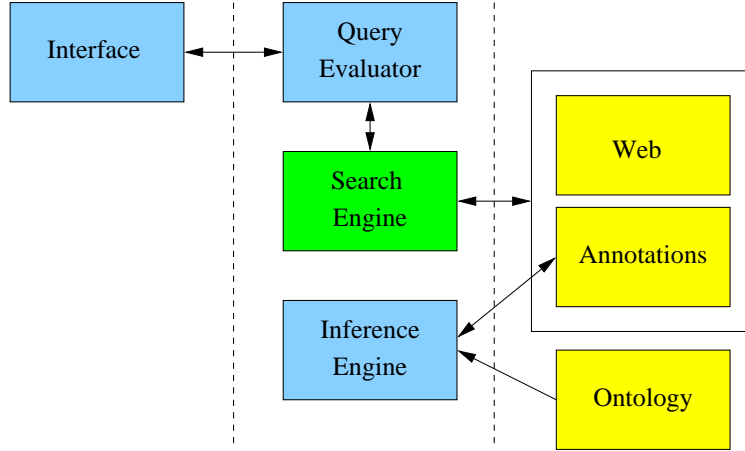 Interface
Query
Evaluator
Search
Engine
Web
Annotations
Inference
Engine
Ontology